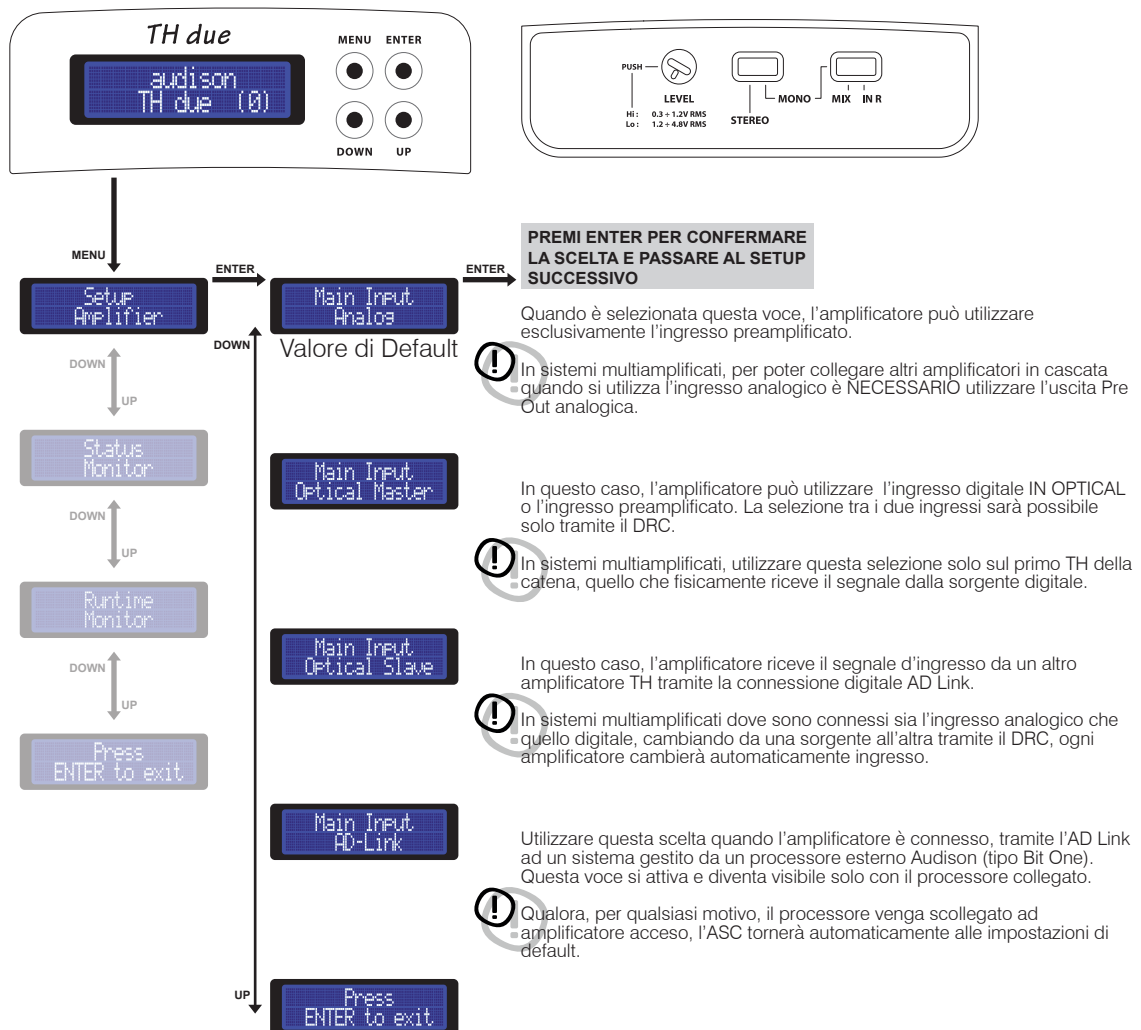 TH due
audison
TH due (0)
MENU ENTER
DOWN UP
PUSH
LEVEL
Hi : 0.3 ÷ 1.2V RMS
Lo : 1.2 ÷ 4.8V RMS
STEREO
MONO
MIX IN R
MENU
ENTER
ENTER
PREMI ENTER PER CONFERMARE
LA SCELTA E PASSARE AL SETUP
SUCCESSIVO
Setup
Amplifier
DOWN
UP
Status
Monitor
DOWN
UP
Runtime
Monitor
DOWN
UP
Press
ENTER to exit
DOWN
Main Input
Analog
Valore di Default
Quando è selezionata questa voce, l’amplificatore può utilizzare
esclusivamente l’ingresso preamplificato.
!
In sistemi multiamplificati, per poter collegare altri amplificatori in cascata
quando si utilizza l’ingresso analogico è NECESSARIO utilizzare l’uscita Pre
Out analogica.
Main Input
Optical Master
In questo caso, l’amplificatore può utilizzare l’ingresso digitale IN OPTICAL
o l’ingresso preamplificato. La selezione tra i due ingressi sarà possibile
solo tramite il DRC.
!
In sistemi multiamplificati, utilizzare questa selezione solo sul primo TH della
catena, quello che fisicamente riceve il segnale dalla sorgente digitale.
Main Input
Optical Slave
In questo caso, l’amplificatore riceve il segnale d’ingresso da un altro
amplificatore TH tramite la connessione digitale AD Link.
!
In sistemi multiamplificati dove sono connessi sia l’ingresso analogico che
quello digitale, cambiando da una sorgente all’altra tramite il DRC, ogni
amplificatore cambierà automaticamente ingresso.
Main Input
AD-Link
Utilizzare questa scelta quando l’amplificatore è connesso, tramite l’AD Link
ad un sistema gestito da un processore esterno Audison (tipo Bit One).
Questa voce si attiva e diventa visibile solo con il processore collegato.
!
Qualora, per qualsiasi motivo, il processore venga scollegato ad
amplificatore acceso, l’ASC tornerà automaticamente alle impostazioni di
default.
UP
Press
ENTER to exit